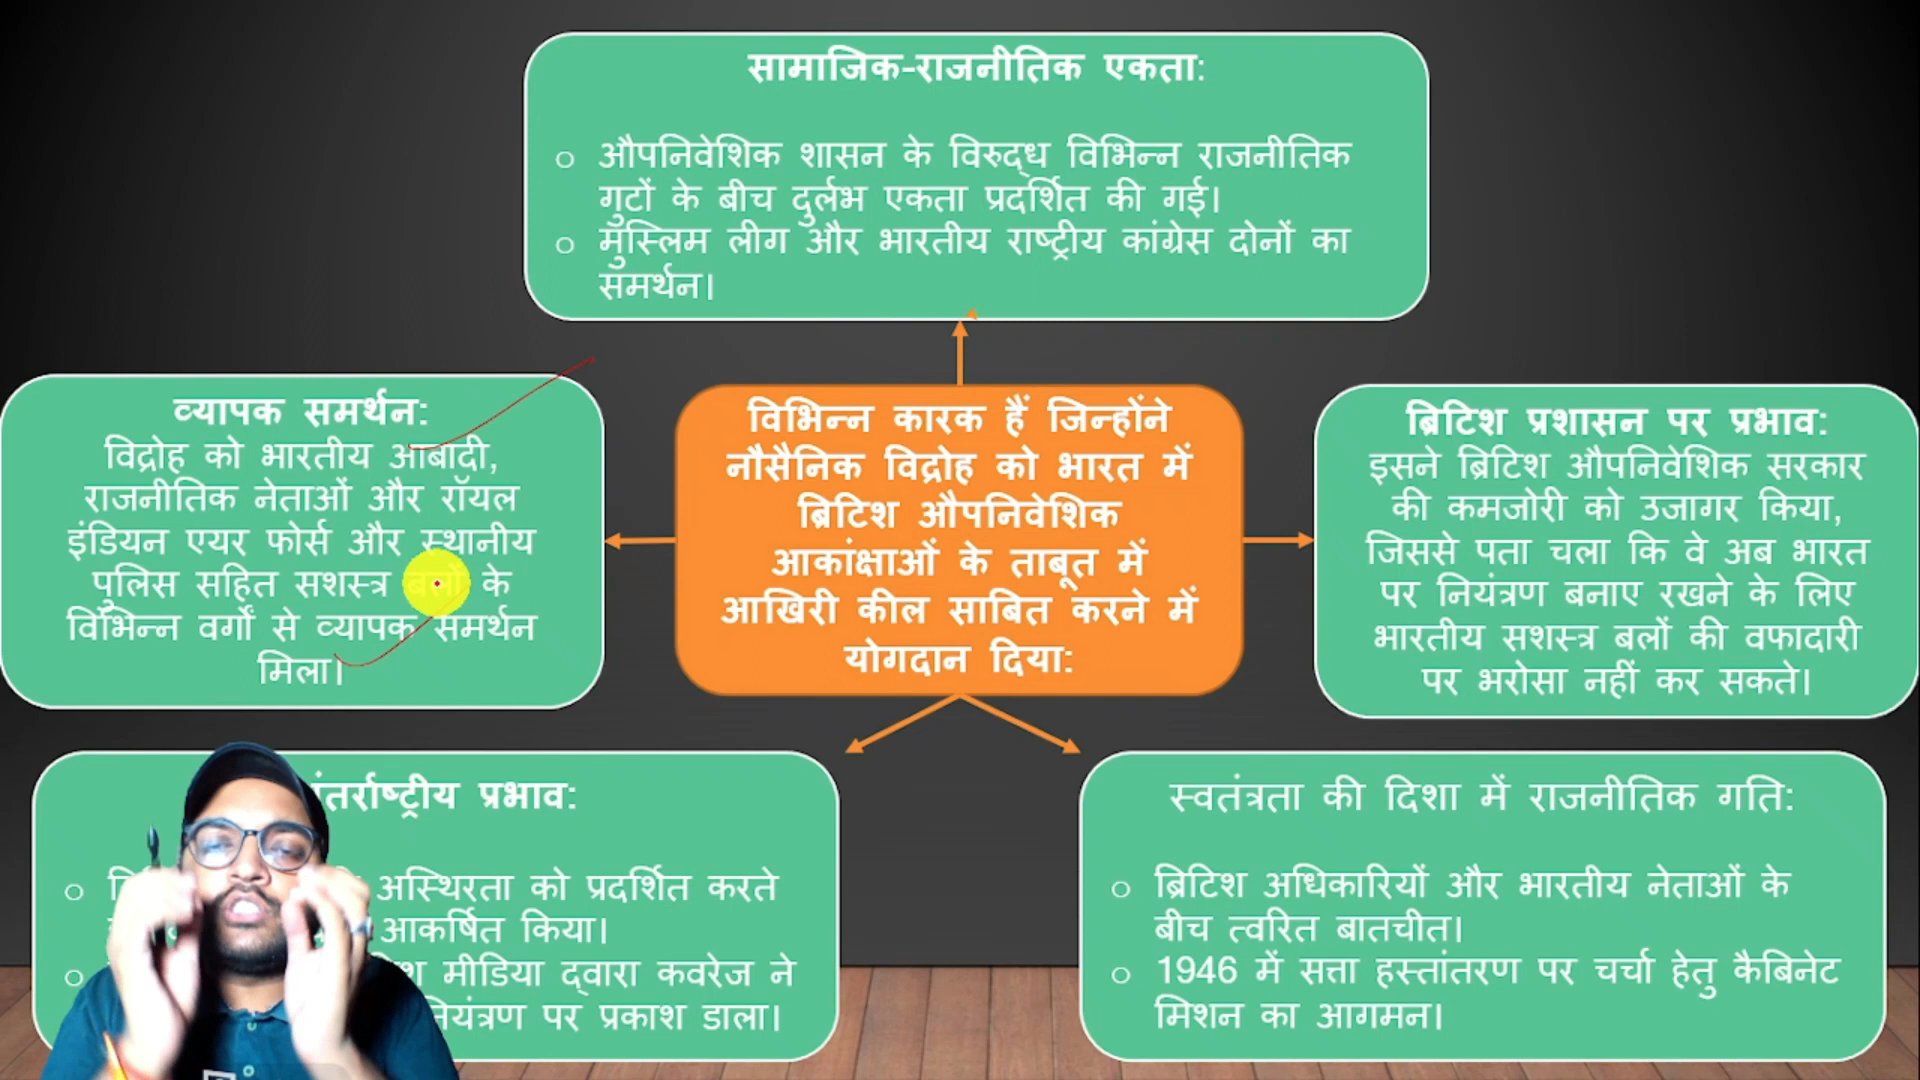 सामाजिक-राजनीतिक एकता:
औपनिवेशिक शासन के विरुद्ध विभिन्न राजनीतिक
गुटों के बीच दुर्लभ एकता प्रदर्शित की गई।
मुस्लिम लीग और भारतीय राष्ट्रीय कांग्रेस दोनों का
समर्थन।
व्यापक समर्थन:
विद्रोह को भारतीय आबादी,
राजनीतिक नेताओं और रॉयल
इंडियन एयर फोर्स और स्थानीय
पुलिस सहित सशस्त्र बलों के
विभिन्न वर्गों से व्यापक समर्थन
मिला।
विभिन्न कारक हैं जिन्होंने
नौसैनिक विद्रोह को भारत में
ब्रिटिश औपनिवेशिक
आकांक्षाओं के ताबूत में
आखिरी कील साबित करने में
योगदान दिया:
ब्रिटिश प्रशासन पर प्रभाव:
इसने ब्रिटिश औपनिवेशिक सरकार
की कमजोरी को उजागर किया,
जिससे पता चला कि वे अब भारत
पर नियंत्रण बनाए रखने के लिए
भारतीय सशस्त्र बलों की वफादारी
पर भरोसा नहीं कर सकते।
प्रभाव:
अस्थिरता को प्रदर्शित करते
आकर्षित किया।
मीडिया द्वारा कवरेज ने
पर प्रकाश डाला।
स्वतंत्रता की दिशा में राजनीतिक गति:
ब्रिटिश अधिकारियों और भारतीय नेताओं के
बीच त्वरित बातचीत।
1946 में सत्ता हस्तांतरण पर चर्चा हेतु कैबिनेट
मिशन का आगमन।